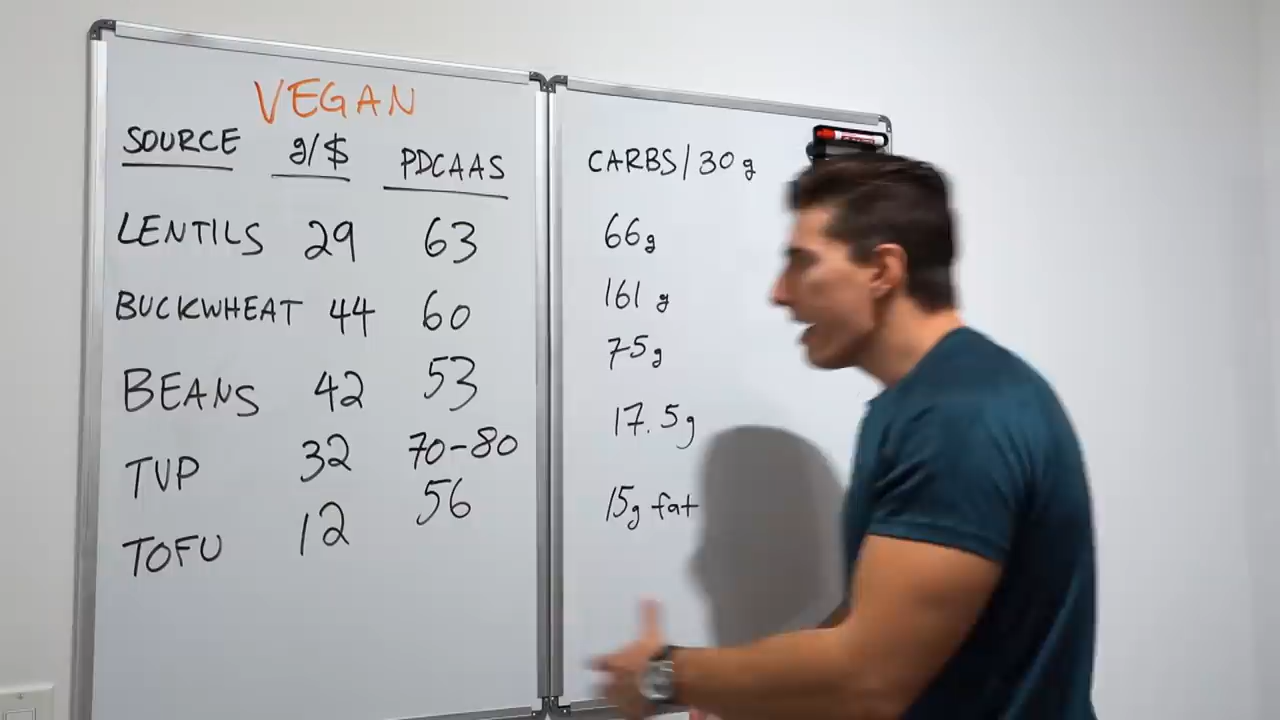 VEGAN
SOURCE g/$ PDCAAS
LENTILS 29 63
BUCKWHEAT 44 60
BEANS 42 53
TVP 32 70-80
TOFU 12 56
CARBS/30g
66g
161 g
75g
17.5g
15g fat